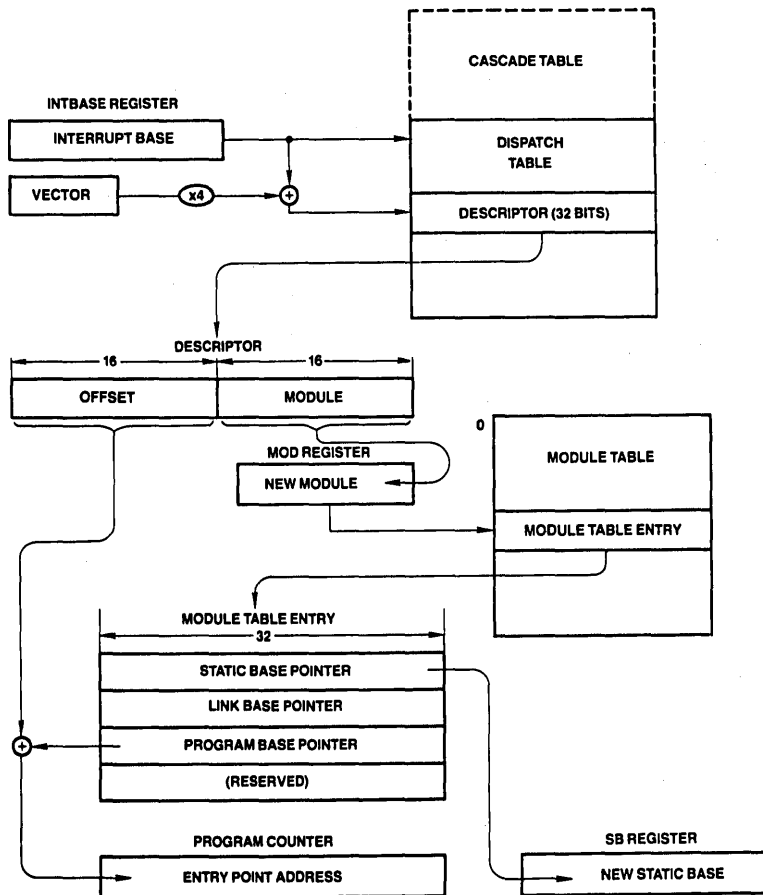 CASCADE TABLE
INTBASE REGISTER
INTERRUPT BASE
DISPATCH
TABLE
VECTOR
x4
+
DESCRIPTOR (32 BITS)
DESCRIPTOR
16
16
OFFSET
MODULE
0
MOD REGISTER
NEW MODULE
MODULE TABLE
MODULE TABLE ENTRY
MODULE TABLE ENTRY
32
STATIC BASE POINTER
LINK BASE POINTER
+
PROGRAM BASE POINTER
(RESERVED)
PROGRAM COUNTER
ENTRY POINT ADDRESS
SB REGISTER
NEW STATIC BASE